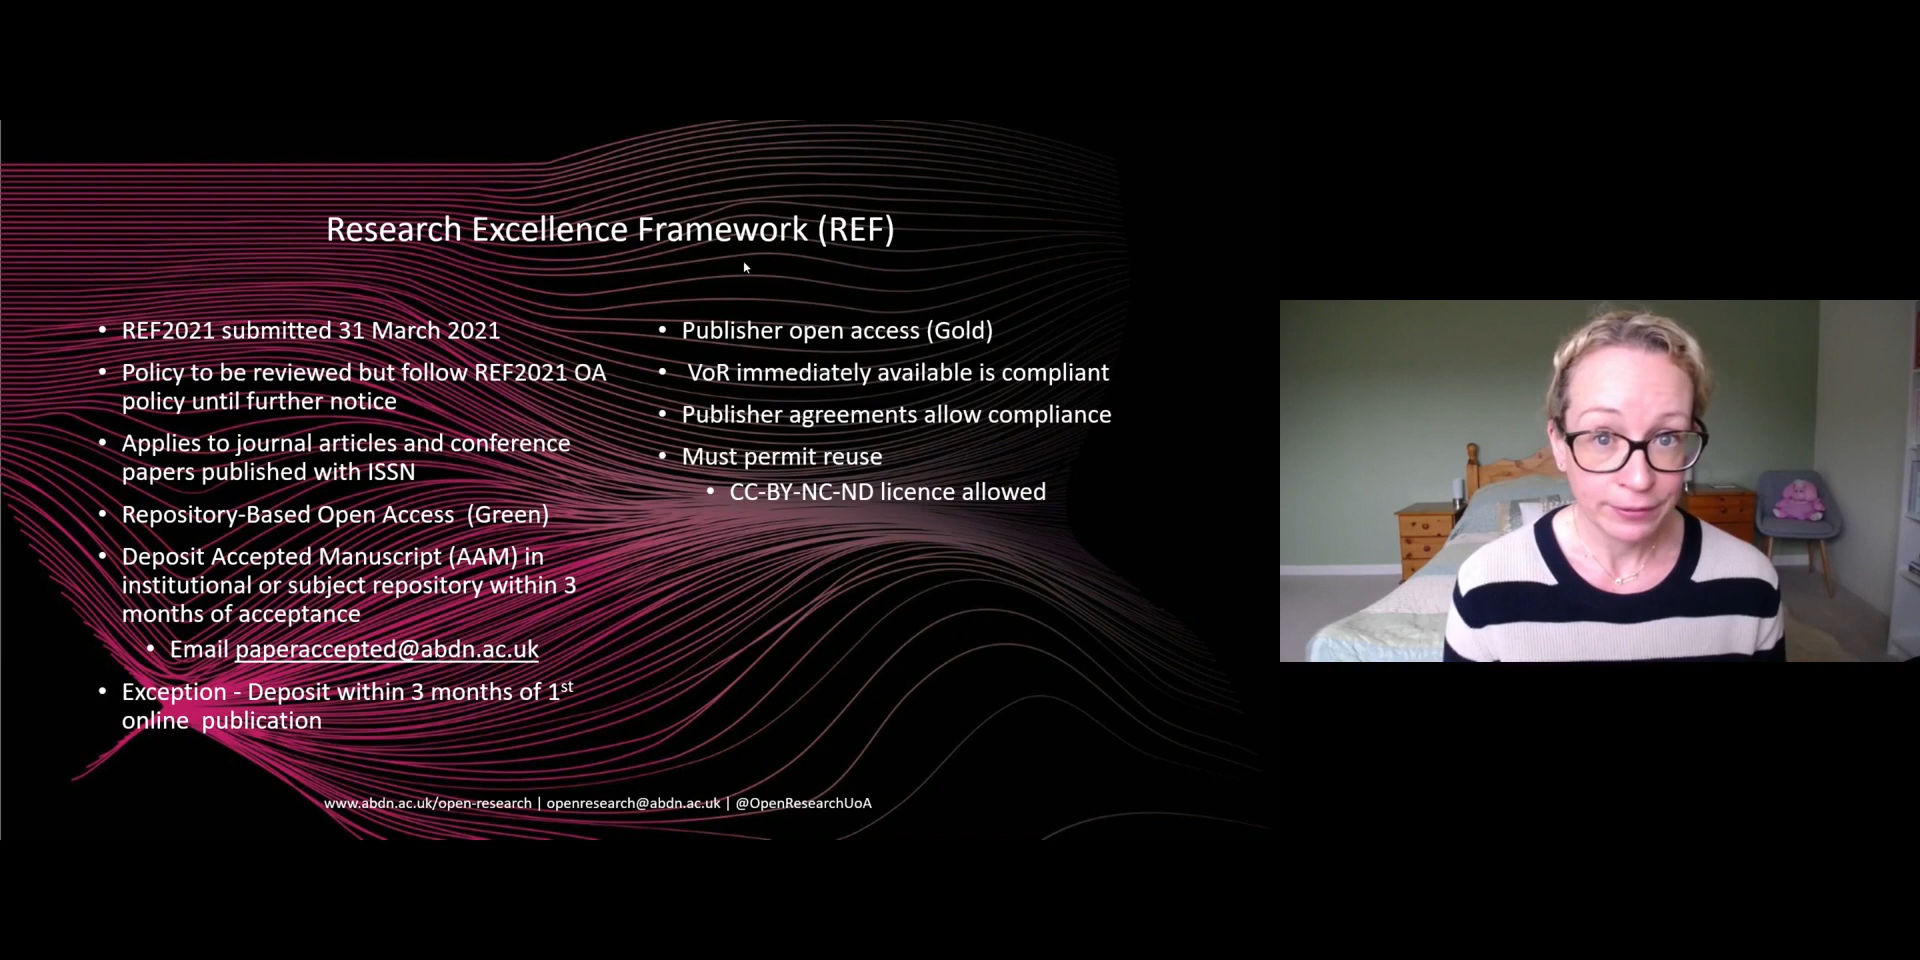 Research Excellence Framework (REF)
• REF2021 submitted 31 March 2021
• Policy to be reviewed but follow REF2021 OA
policy until further notice
• Applies to journal articles and conference
papers published with ISSN
• Repository-Based Open Access (Green)
• Deposit Accepted Manuscript (AAM) in
institutional or subject repository within 3
months of acceptance
• Email paperaccepted@abdn.ac.uk
• Exception - Deposit within 3 months of 1st
online publication
• Publisher open access (Gold)
• VoR immediately available is compliant
• Publisher agreements allow compliance
• Must permit reuse
• CC-BY-NC-ND licence allowed
www.abdn.ac.uk/open-research | openresearch@abdn.ac.uk | @OpenResearchUoA